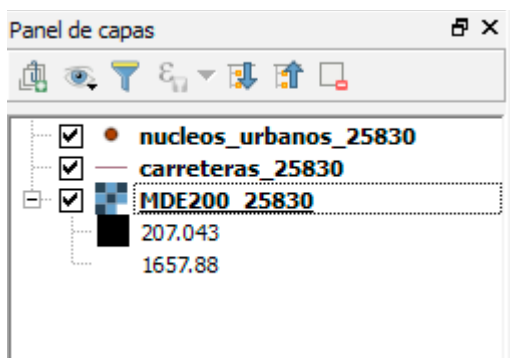 Panel de capas
nucleos_urbanos_25830
carreteras_25830
MDE200_25830
207.043
1657.88